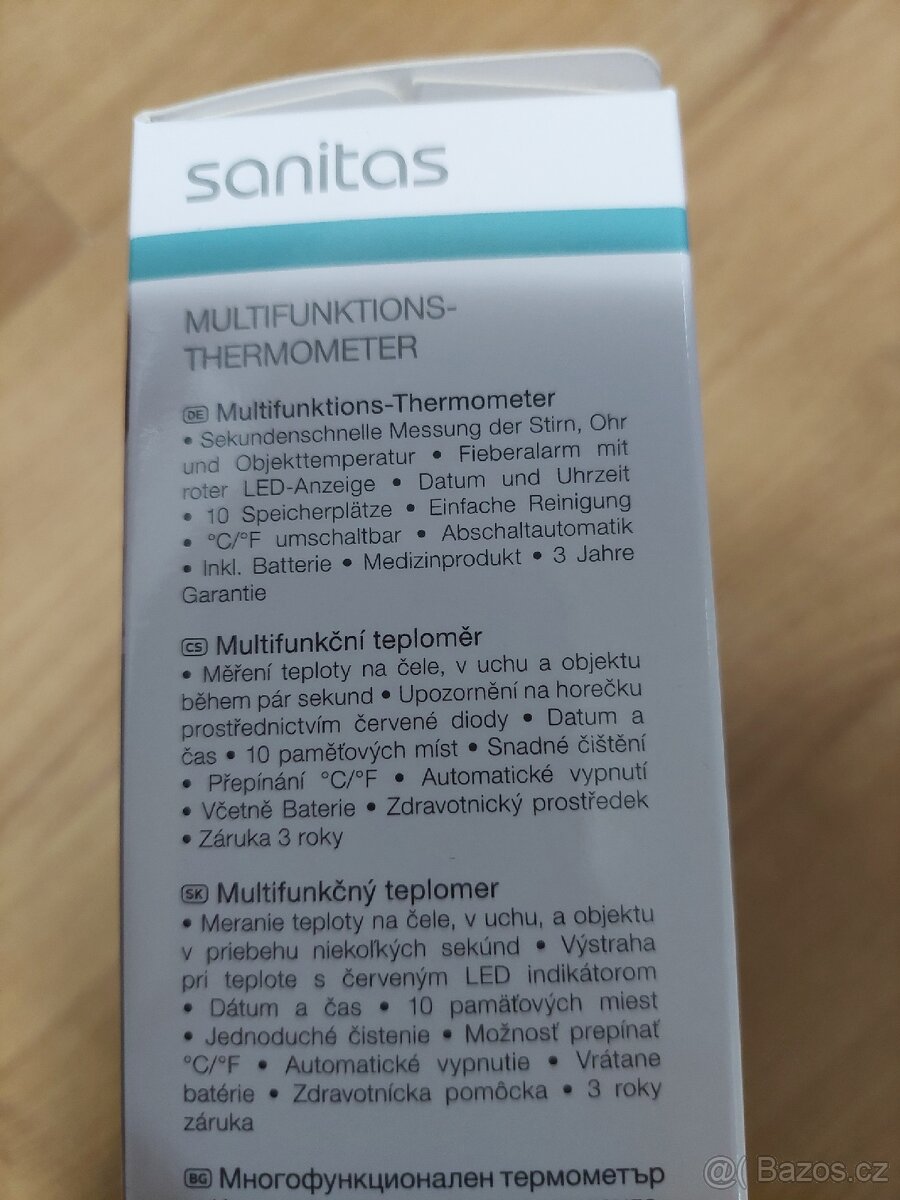 sanitas
MULTIFUNKTIONS-
THERMOMETER
DE Multifunktions-Thermometer
• Sekundenschnelle Messung der Stirn, Ohr
und Objekttemperatur • Fieberalarm mit
roter LED-Anzeige • Datum und Uhrzeit
• 10 Speicherplätze • Einfache Reinigung
• °C/°F umschaltbar • Abschaltautomatik
• Inkl. Batterie • Medizinprodukt • 3 Jahre
Garantie
CS Multifunkční teploměr
• Měření teploty na čele, v uchu a objektu
během pár sekund • Upozornění na horečku
prostřednictvím červené diody • Datum a
čas • 10 paměťových míst • Snadné čištění
• Přepínání °C/°F • Automatické vypnutí
• Včetně Baterie • Zdravotnický prostředek
• Záruka 3 roky
SK Multifunkčný teplomer
• Meranie teploty na čele, v uchu, a objektu
v priebehu niekoľkých sekúnd • Výstraha
pri teplote s červeným LED indikátorom
• Dátum a čas • 10 pamäťových miest
• Jednoduché čistenie • Možnosť prepínať
°C/°F • Automatické vypnutie • Vrátane
batérie • Zdravotnícka pomôcka • 3 roky
záruka
BG Многофункционален термометър
@( Bazos.cz